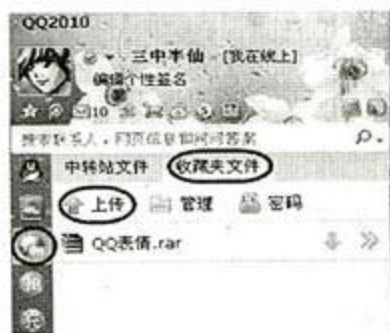 QQ2010
三中半仙 - [我在线上]
编辑个性签名
10
搜索联系人、网页信息和问问答案
中转站文件 收藏夹文件
上传 管理 密码
QQ表情.rar